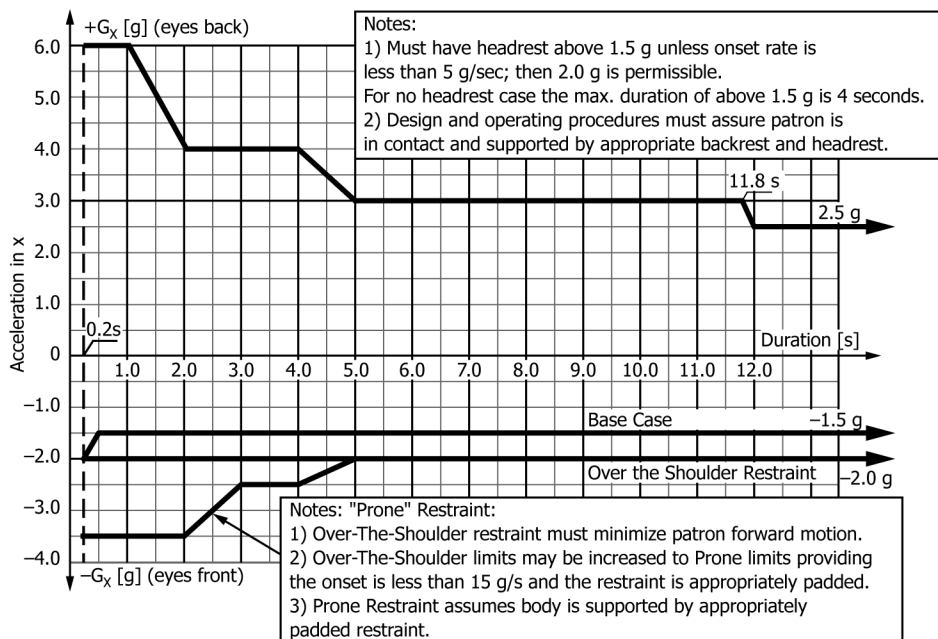 +Gx [g] (eyes back)
Notes:
1) Must have headrest above 1.5 g unless onset rate is
less than 5 g/sec; then 2.0 g is permissible.
For no headrest case the max. duration of above 1.5 g is 4 seconds.
2) Design and operating procedures must assure patron is
in contact and supported by appropriate backrest and headrest.
Acceleration in x
6.0
5.0
4.0
3.0
2.0
1.0
0
–1.0
–2.0
–3.0
–4.0
11.8 s
2.5 g
0.2s
Duration [s]
1.0 2.0 3.0 4.0 5.0 6.0 7.0 8.0 9.0 10.0 11.0 12.0
Base Case
–1.5 g
Over the Shoulder Restraint
–2.0 g
Notes: "Prone" Restraint:
1) Over-The-Shoulder restraint must minimize patron forward motion.
2) Over-The-Shoulder limits may be increased to Prone limits providing
the onset is less than 15 g/s and the restraint is appropriately padded.
3) Prone Restraint assumes body is supported by appropriately
padded restraint.
–Gx [g] (eyes front)